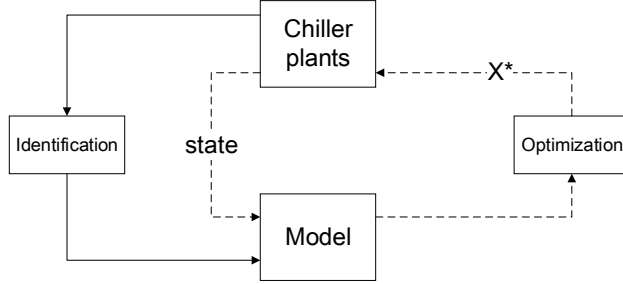 Chiller
plants
X*
Identification
state
Optimization
Model